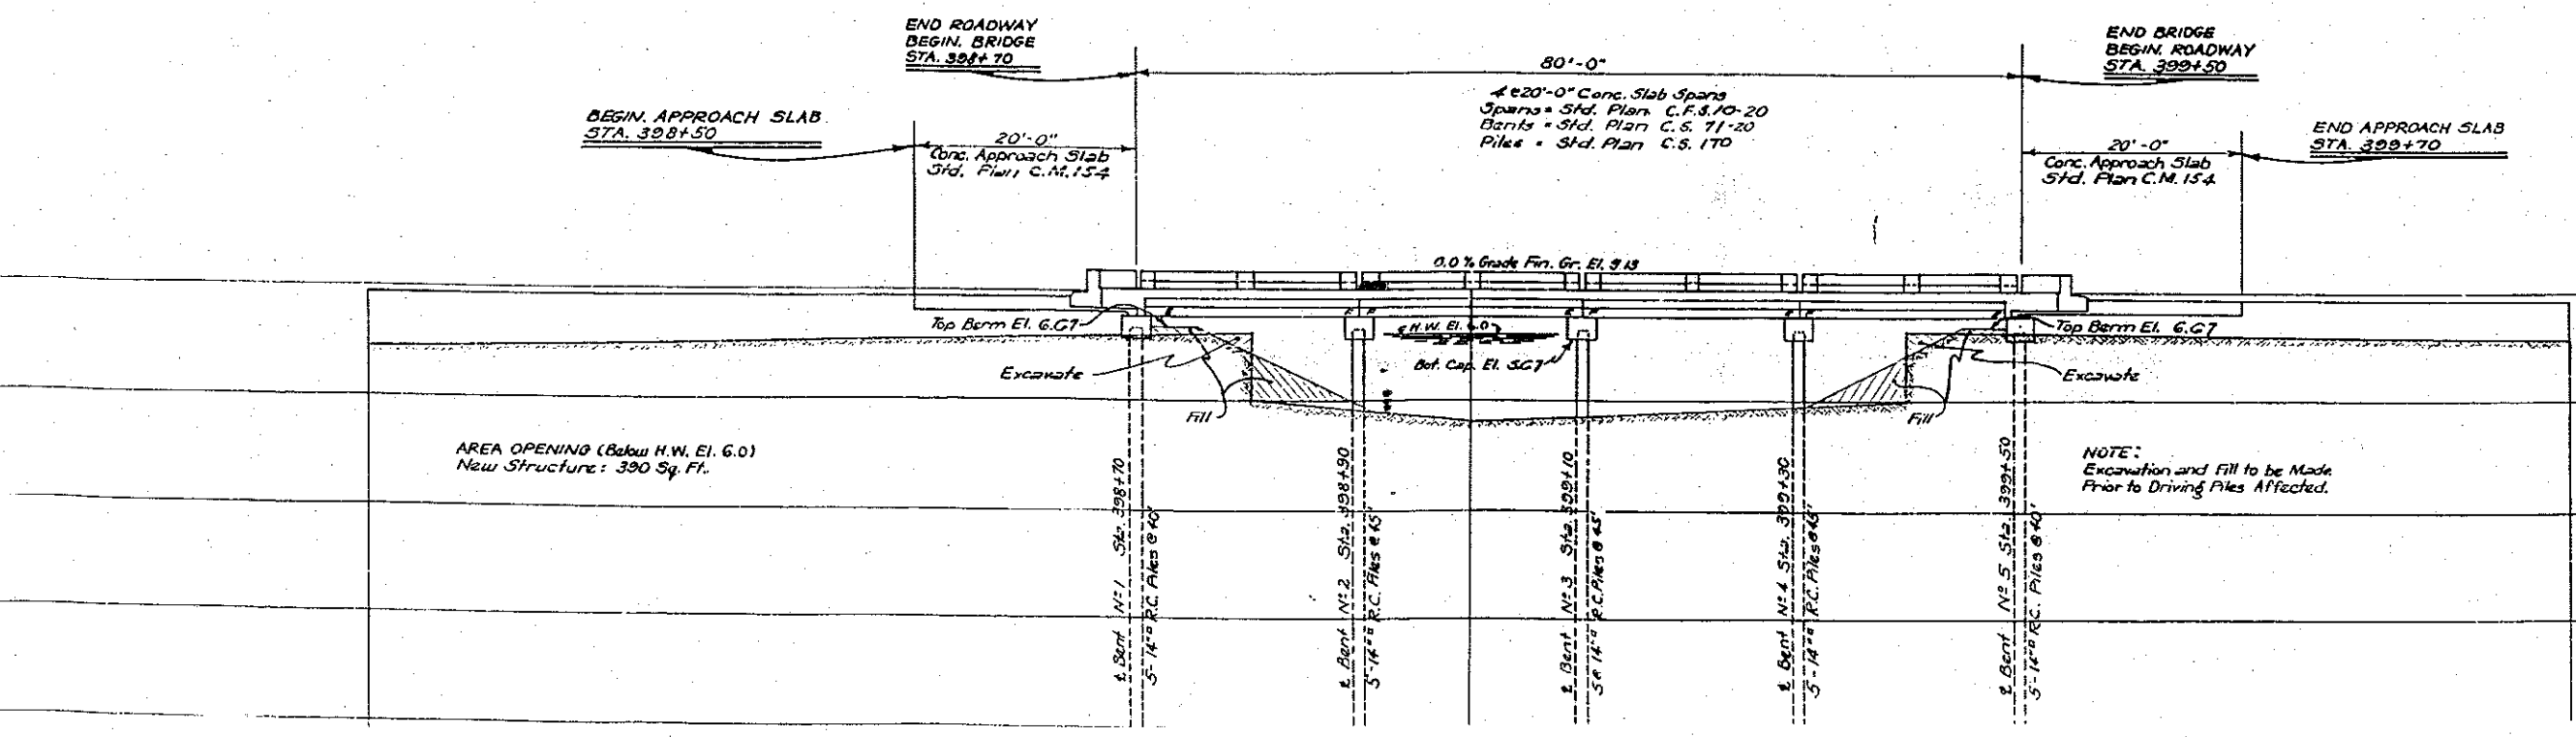 END ROADWAY
BEGIN. BRIDGE
STA. 398+70
80'-0"
END BRIDGE
BEGIN. ROADWAY
STA. 399+50
4@20'-0" Conc. Slab Spans
Spans = Std. Plan C.F.S.10-20
Bents = Std. Plan C.S. 71-20
Piles = Std. Plan C.S. 170
BEGIN. APPROACH SLAB
STA. 398+50
20'-0"
Conc. Approach Slab
Std. Plan C.M.154
END APPROACH SLAB
STA. 399+70
20'-0"
Conc. Approach Slab
Std. Plan C.M.154
0.0% Grade Fin. Gr. El. 9.13
Top Berm El. 6.67
H.W. El. 6.0
Top Berm El. 6.67
Bot. Cap. El. 5.67
Excavate
Excavate
Fill
Fill
AREA OPENING (Below H.W. El. 6.0)
New Structure: 390 Sq. Ft.
NOTE:
Excavation and Fill to be Made
Prior to Driving Piles Affected.
℄ Bent Nº 1 Sta. 398+70
5-14"□ R.C. Piles @ 40'
℄ Bent Nº 2 Sta. 398+90
5-14"□ R.C. Piles @ 45'
℄ Bent Nº 3 Sta. 399+10
5@14"□ R.C. Piles @ 45'
℄ Bent Nº 4 Sta. 399+30
5-14"□ R.C. Piles @ 45'
℄ Bent Nº 5 Sta. 399+50
5-14"□ R.C. Piles @ 40'